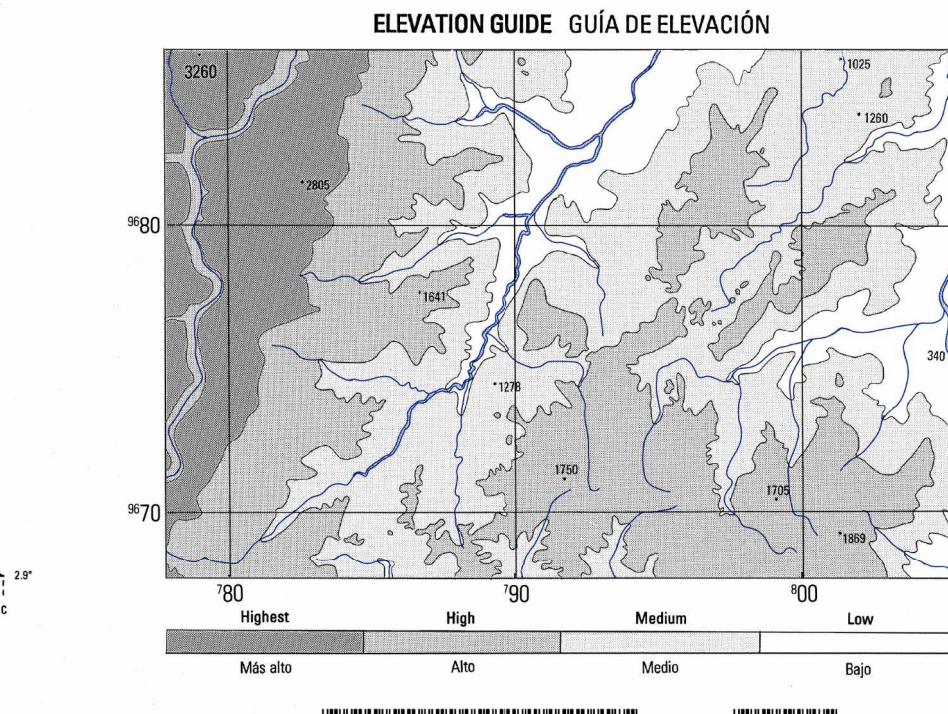 ELEVATION GUIDE GUÍA DE ELEVACIÓN
3260
1025
1260
2805
9680
1641
340
1278
1750
1705
9670
1869
2.9°
C
780 790 800
Highest High Medium Low
Más alto Alto Medio Bajo